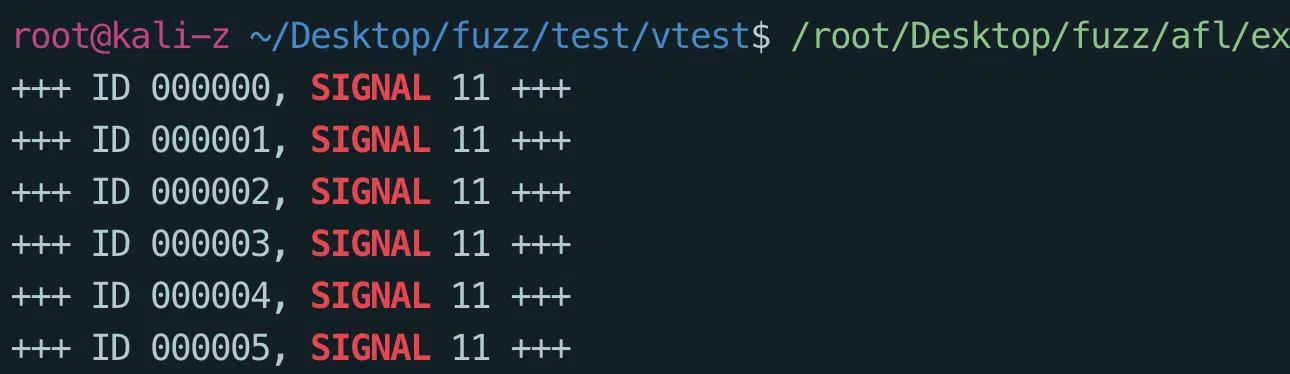 root@kali-z ~/Desktop/fuzz/test/vtest$ /root/Desktop/fuzz/afl/ex
+++ ID 000000, SIGNAL 11 +++
+++ ID 000001, SIGNAL 11 +++
+++ ID 000002, SIGNAL 11 +++
+++ ID 000003, SIGNAL 11 +++
+++ ID 000004, SIGNAL 11 +++
+++ ID 000005, SIGNAL 11 +++